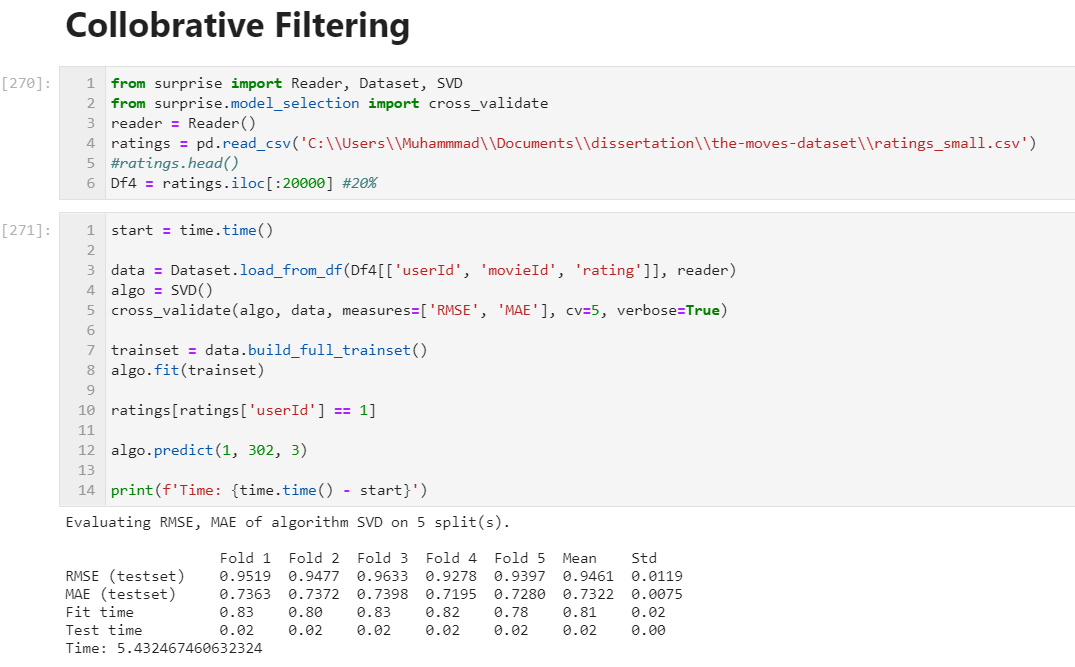 Collobrative Filtering
[270]:
1 from surprise import Reader, Dataset, SVD
2 from surprise.model_selection import cross_validate
3 reader = Reader()
4 ratings = pd.read_csv('C:\\Users\\Muhammmad\\Documents\\dissertation\\the-moves-dataset\\ratings_small.csv')
5 #ratings.head()
6 Df4 = ratings.iloc[:20000] #20%
[271]:
1 start = time.time()
2
3 data = Dataset.load_from_df(Df4[['userId', 'movieId', 'rating']], reader)
4 algo = SVD()
5 cross_validate(algo, data, measures=['RMSE', 'MAE'], cv=5, verbose=True)
6
7 trainset = data.build_full_trainset()
8 algo.fit(trainset)
9
10 ratings[ratings['userId'] == 1]
11
12 algo.predict(1, 302, 3)
13
14 print(f'Time: {time.time() - start}')
Evaluating RMSE, MAE of algorithm SVD on 5 split(s).
Fold 1 Fold 2 Fold 3 Fold 4 Fold 5 Mean Std
RMSE (testset) 0.9519 0.9477 0.9633 0.9278 0.9397 0.9461 0.0119
MAE (testset) 0.7363 0.7372 0.7398 0.7195 0.7280 0.7322 0.0075
Fit time 0.83 0.80 0.83 0.82 0.78 0.81 0.02
Test time 0.02 0.02 0.02 0.02 0.02 0.02 0.00
Time: 5.432467460632324